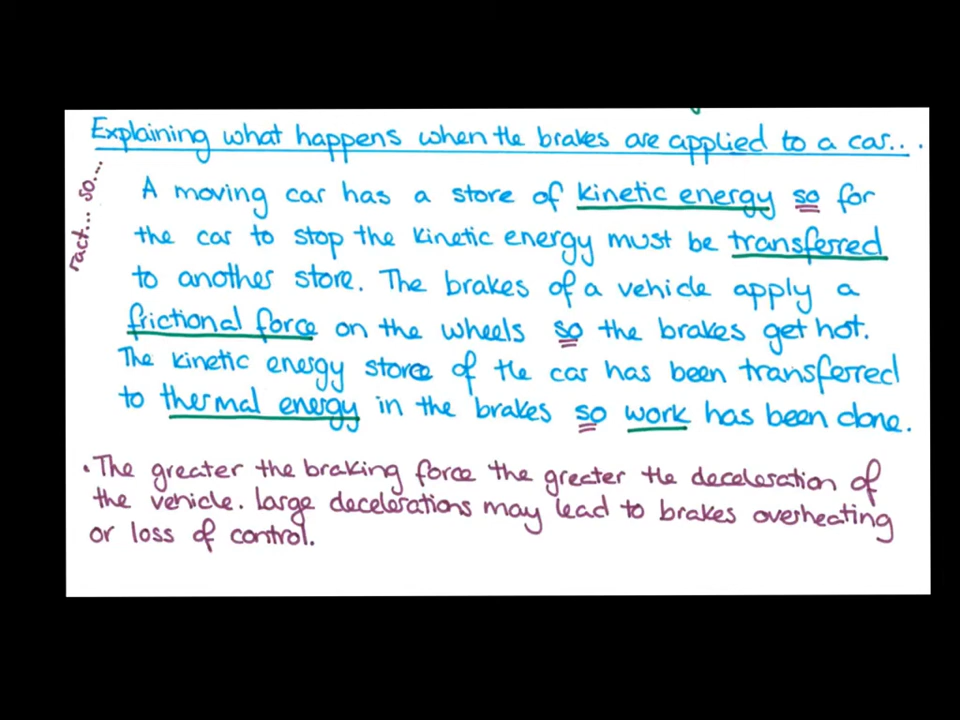 Explaining what happens when the brakes are applied to a car...
ract... so....
A moving car has a store of kinetic energy so for
the car to stop the kinetic energy must be transferred
to another store. The brakes of a vehicle apply a
frictional force on the wheels so the brakes get hot.
The kinetic energy store of the car has been transferred
to thermal energy in the brakes so work has been done.
•The greater the braking force the greater the deceleration of
the vehicle. Large decelerations may lead to brakes overheating
or loss of control.